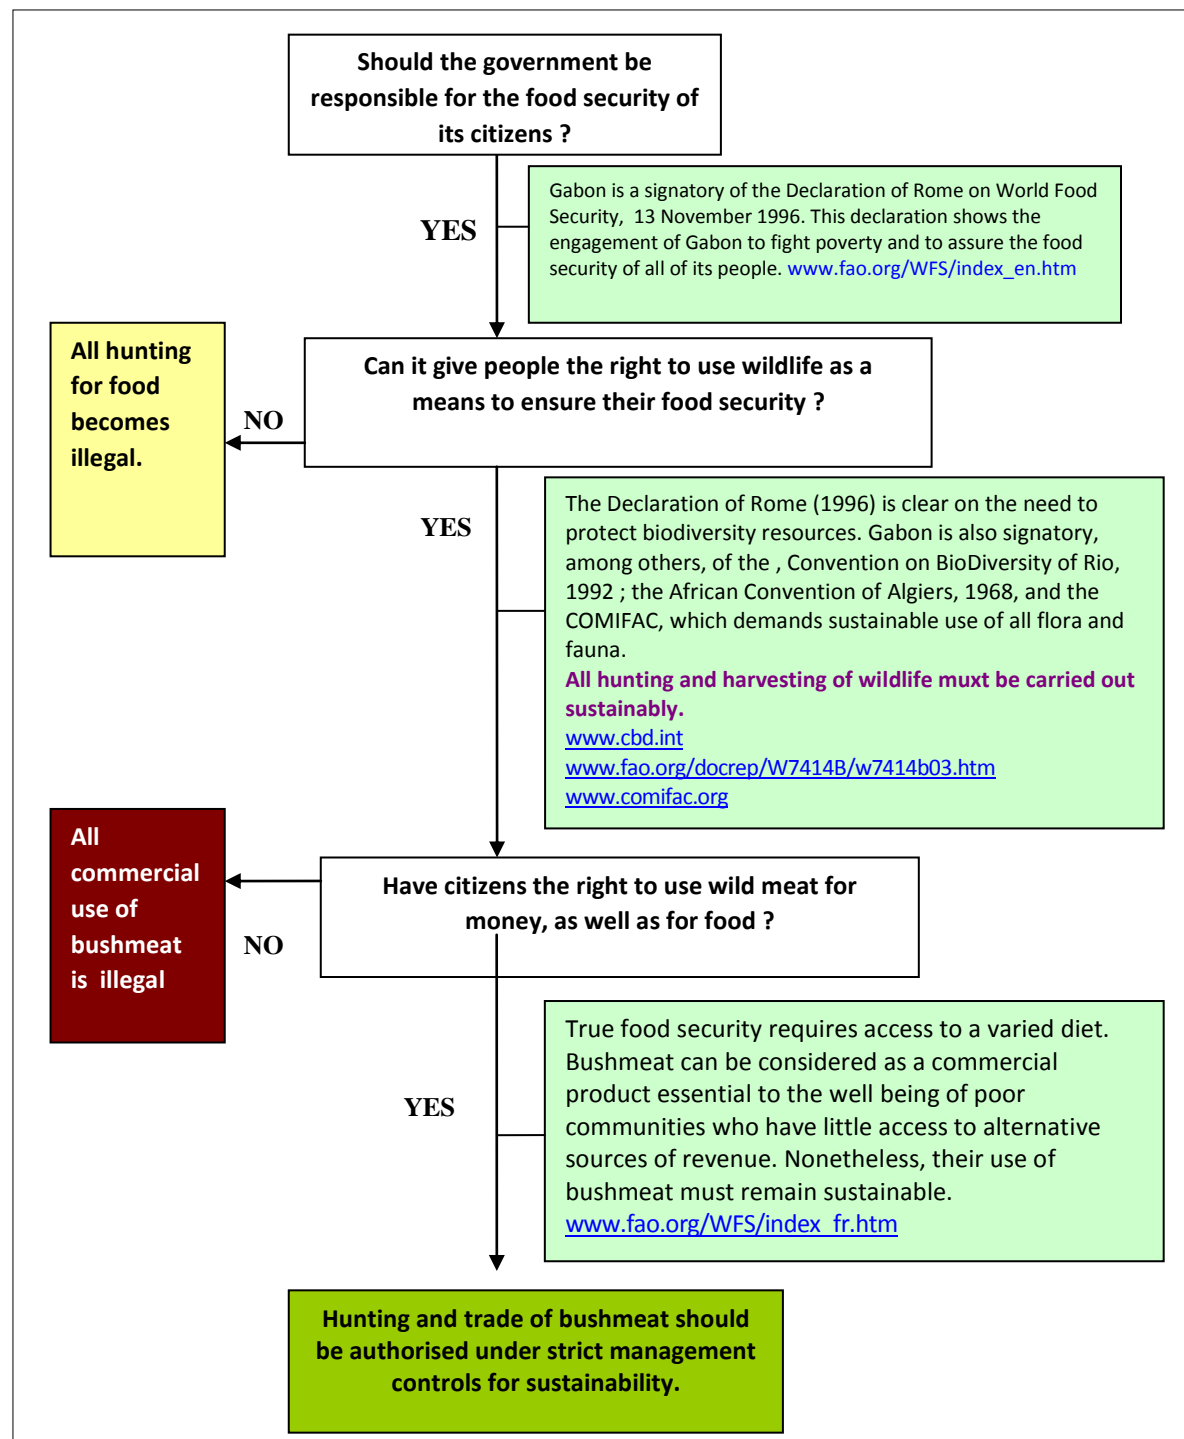 Should the government be
responsible for the food security of
its citizens ?
YES
Gabon is a signatory of the Declaration of Rome on World Food
Security,  13 November 1996. This declaration shows the
engagement of Gabon to fight poverty and to assure the food
security of all of its people. www.fao.org/WFS/index_en.htm
All hunting
for food
becomes
illegal.
NO
Can it give people the right to use wildlife as a
means to ensure their food security ?
YES
The Declaration of Rome (1996) is clear on the need to
protect biodiversity resources. Gabon is also signatory,
among others, of the , Convention on BioDiversity of Rio,
1992 ; the African Convention of Algiers, 1968, and the
COMIFAC, which demands sustainable use of all flora and
fauna.
All hunting and harvesting of wildlife muxt be carried out
sustainably.
www.cbd.int
www.fao.org/docrep/W7414B/w7414b03.htm
www.comifac.org
All
commercial
use of
bushmeat
is  illegal
NO
Have citizens the right to use wild meat for
money, as well as for food ?
YES
True food security requires access to a varied diet.
Bushmeat can be considered as a commercial
product essential to the well being of poor
communities who have little access to alternative
sources of revenue. Nonetheless, their use of
bushmeat must remain sustainable.
www.fao.org/WFS/index_fr.htm
Hunting and trade of bushmeat should
be authorised under strict management
controls for sustainability.